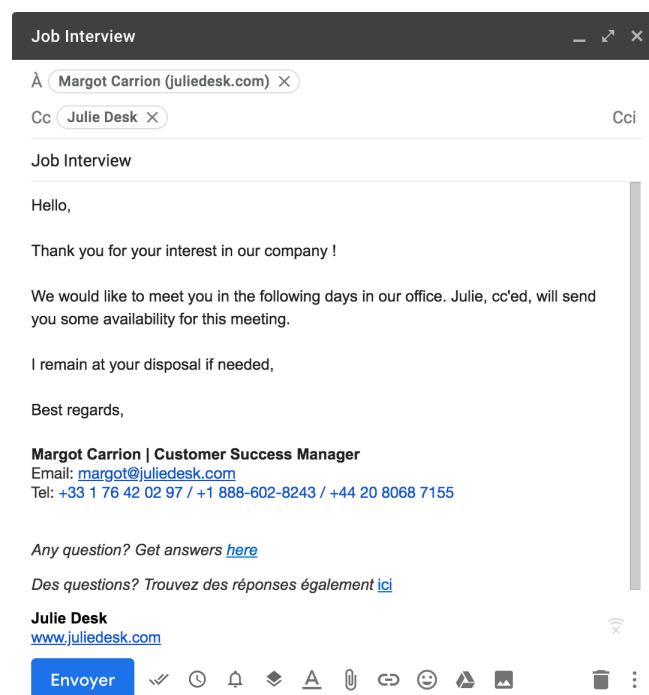 Job Interview
À Margot Carrion (juliedesk.com)
Cc Julie Desk Cci
Job Interview
Hello,
Thank you for your interest in our company !
We would like to meet you in the following days in our office. Julie, cc'ed, will send
you some availability for this meeting.
I remain at your disposal if needed,
Best regards,
Margot Carrion | Customer Success Manager
Email: margot@juliedesk.com
Tel: +33 1 76 42 02 97 / +1 888-602-8243 / +44 20 8068 7155
Any question? Get answers here
Des questions? Trouvez des réponses également ici
Julie Desk
www.juliedesk.com
Envoyer